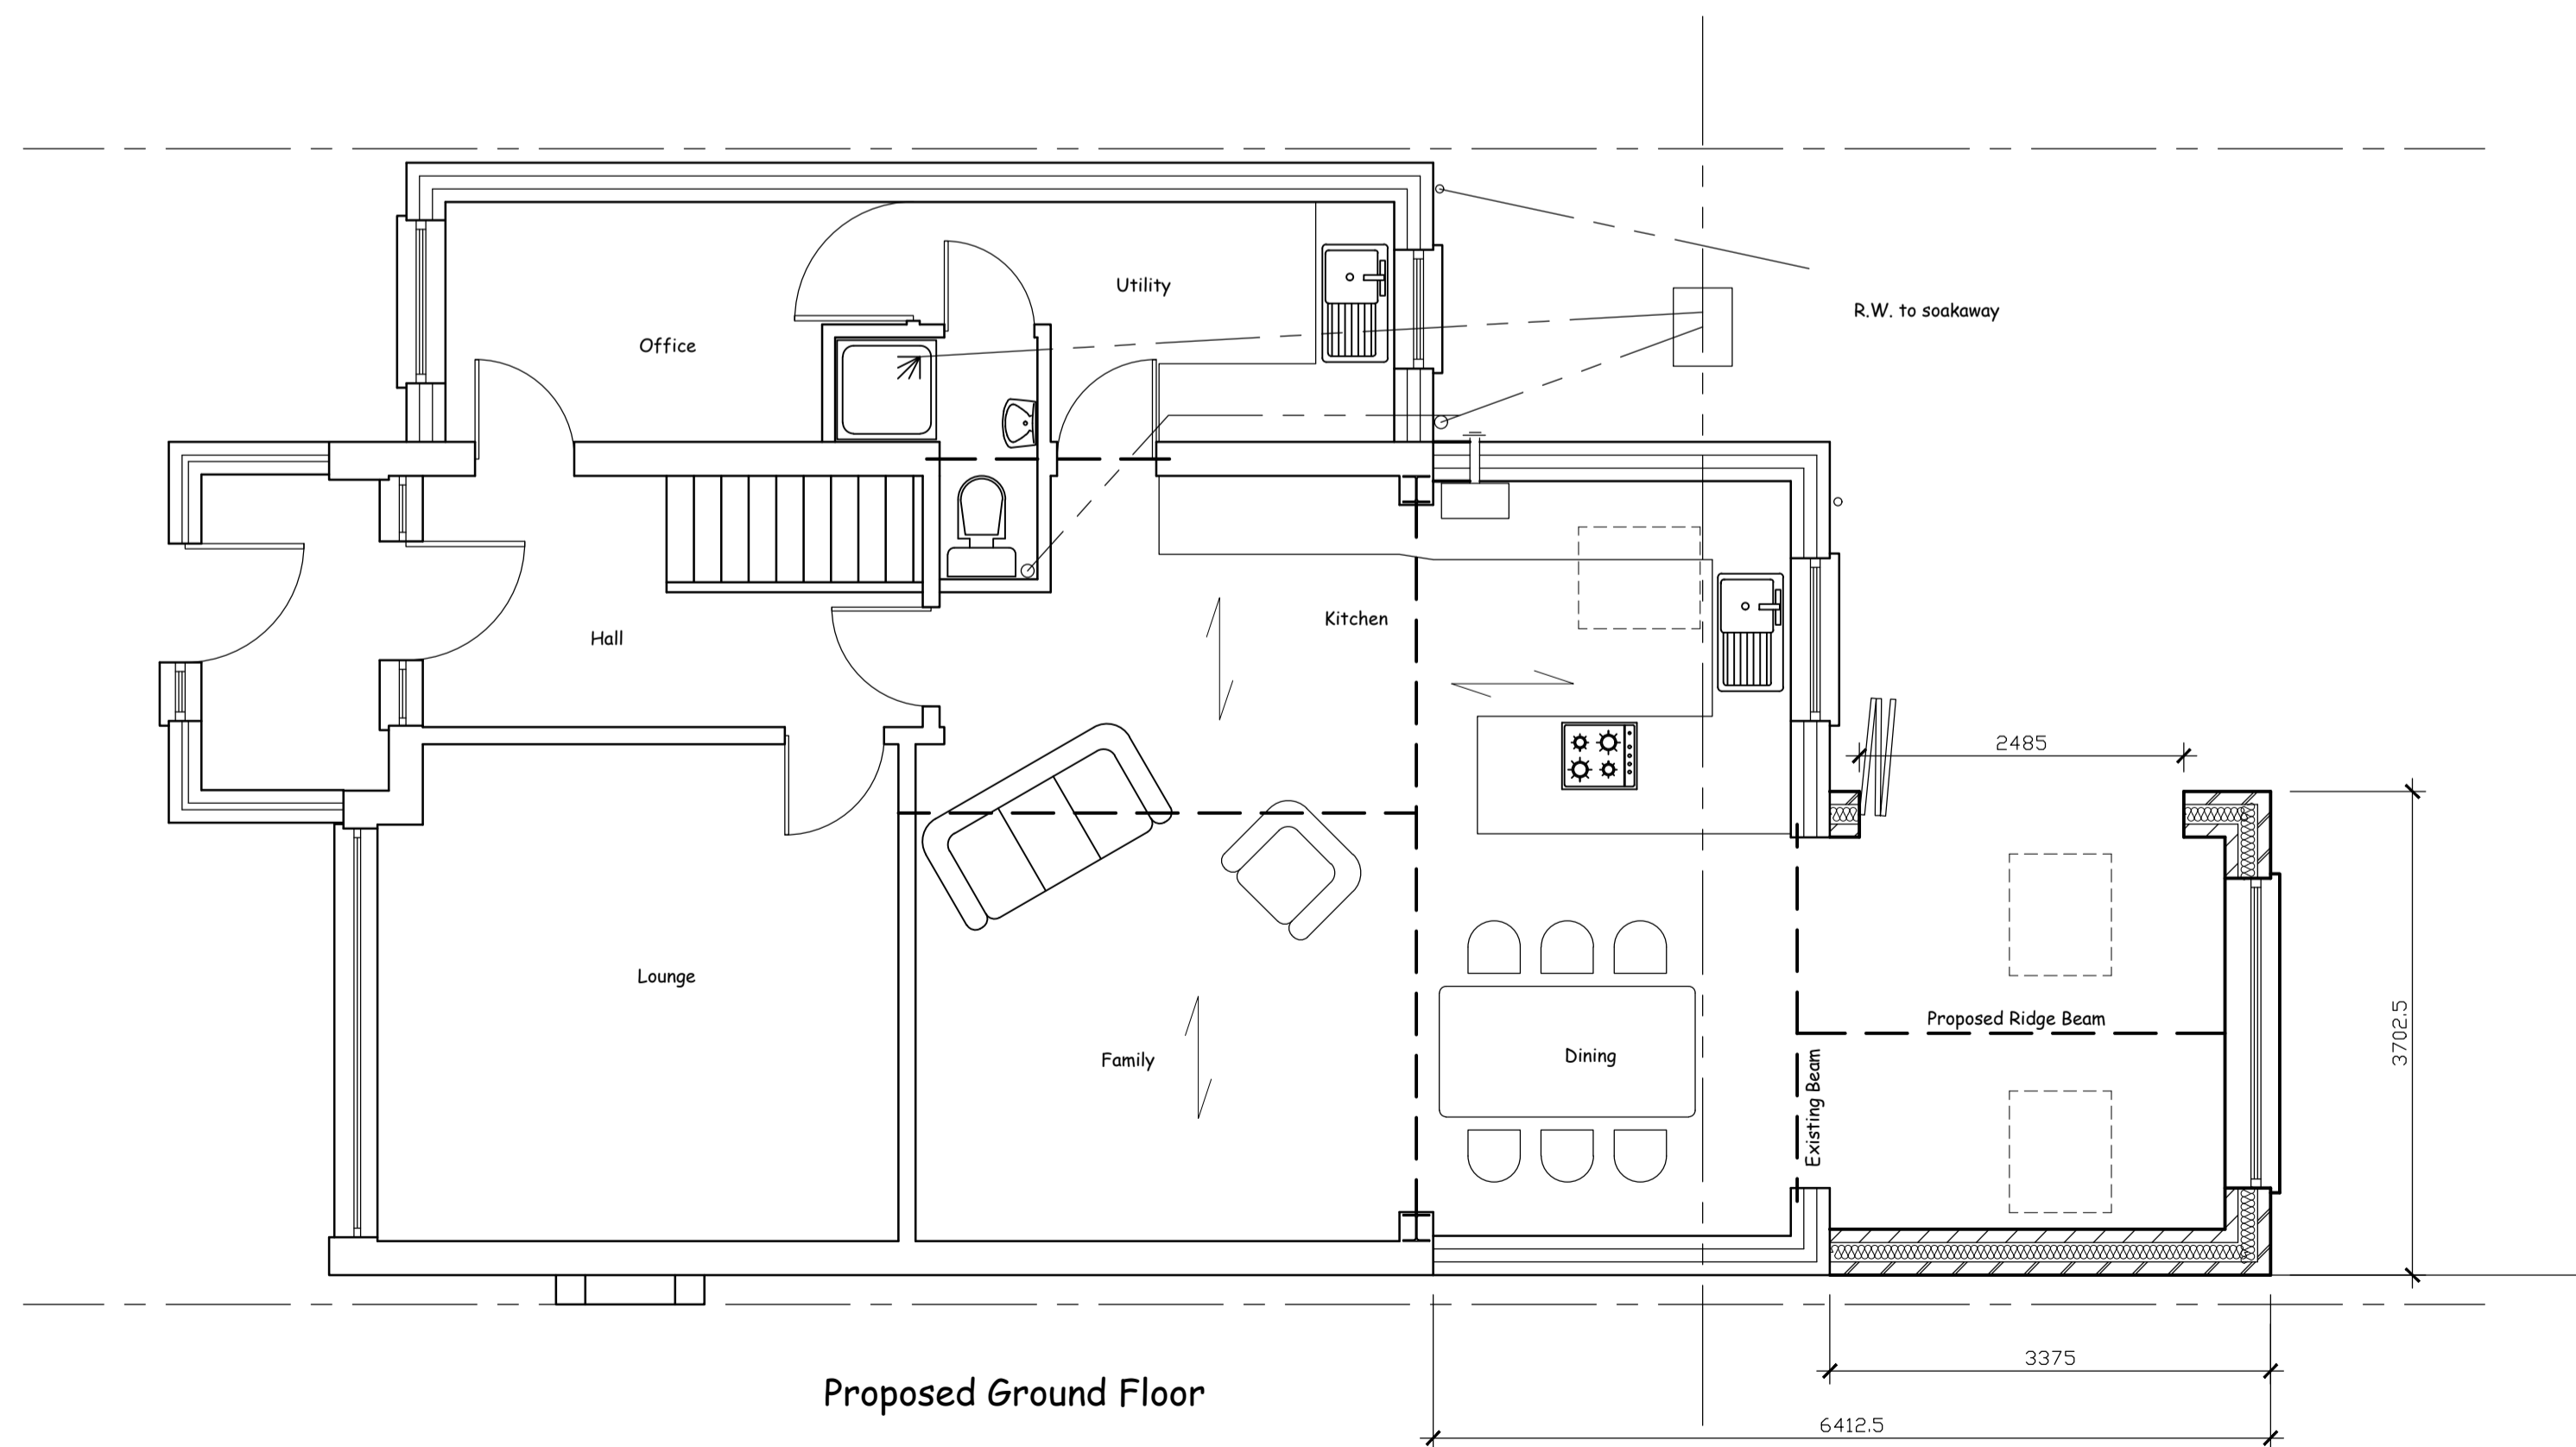 Utility
R.W. to soakaway
Office
Kitchen
Hall
2485
Lounge
Proposed Ridge Beam
3702.5
Dining
Family
Existing Beam
3375
Proposed Ground Floor
6412.5